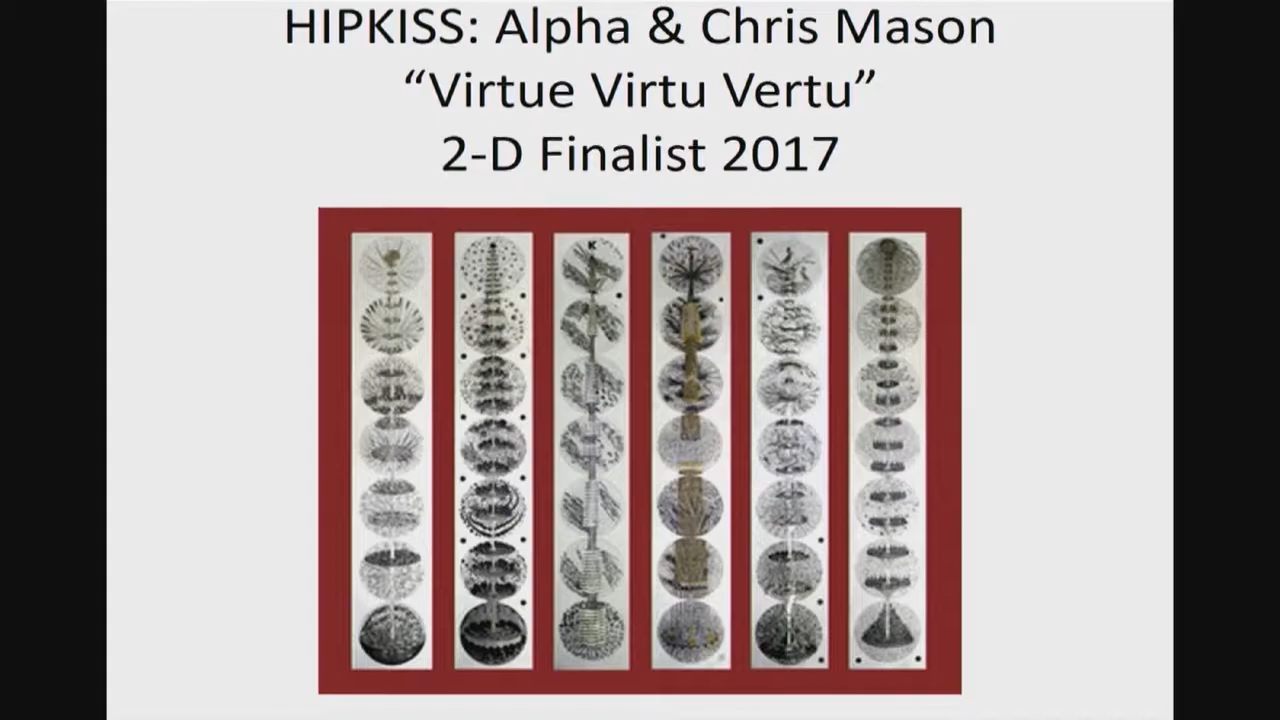 HIPKISS: Alpha & Chris Mason
“Virtue Virtu Vertu”
2-D Finalist 2017
K